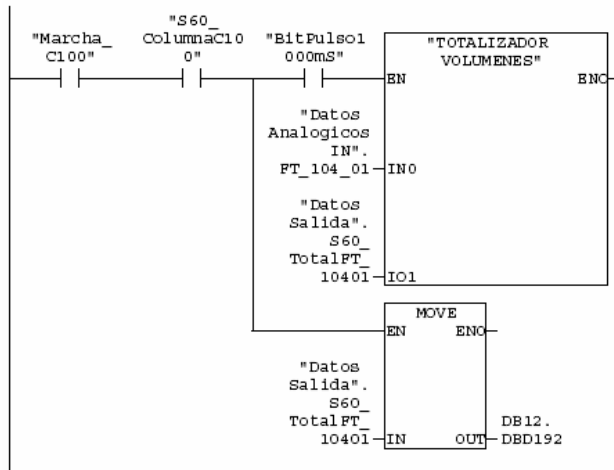 "S60_
"Marcha_
C100"
ColumnaC10
0"
"BitPulso1
000mS"
"TOTALIZADOR
VOLUMENES"
EN
ENO
"Datos
Analogicos
IN".
FT_104_01
IN0
"Datos
Salida".
S60_
TotalFT_
10401
IO1
MOVE
EN
ENO
"Datos
Salida".
S60_
TotalFT_
10401
IN
OUT
DB12.
DBD192